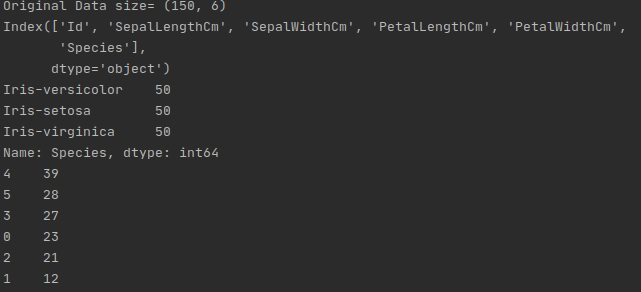 Original Data size= (150, 6)
Index(['Id', 'SepalLengthCm', 'SepalWidthCm', 'PetalLengthCm', 'PetalWidthCm',
       'Species'],
      dtype='object')
Iris-versicolor    50
Iris-setosa        50
Iris-virginica     50
Name: Species, dtype: int64
4    39
5    28
3    27
0    23
2    21
1    12